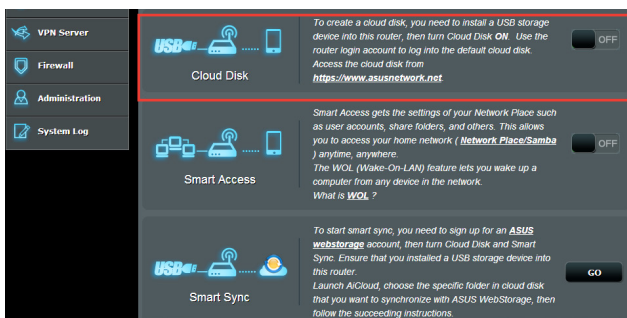 VPN Server
Firewall
Administration
System Log
USB
Cloud Disk
To create a cloud disk, you need to install a USB storage
device into this router, then turn Cloud Disk ON. Use the
router login account to log into the default cloud disk.
Access the cloud disk from
https://www.asusnetwork.net.
OFF
Smart Access
Smart Access gets the settings of your Network Place such
as user accounts, share folders, and others. This allows
you to access your home network ( Network Place/Samba
) anytime, anywhere.
The WOL (Wake-On-LAN) feature lets you wake up a
computer from any device in the network.
What is WOL ?
OFF
USB
Smart Sync
To start smart sync, you need to sign up for an ASUS
webstorage account, then turn Cloud Disk and Smart
Sync. Ensure that you installed a USB storage device into
this router.
Launch AiCloud, choose the specific folder in cloud disk
that you want to synchronize with ASUS WebStorage, then
follow the succeeding instructions.
GO